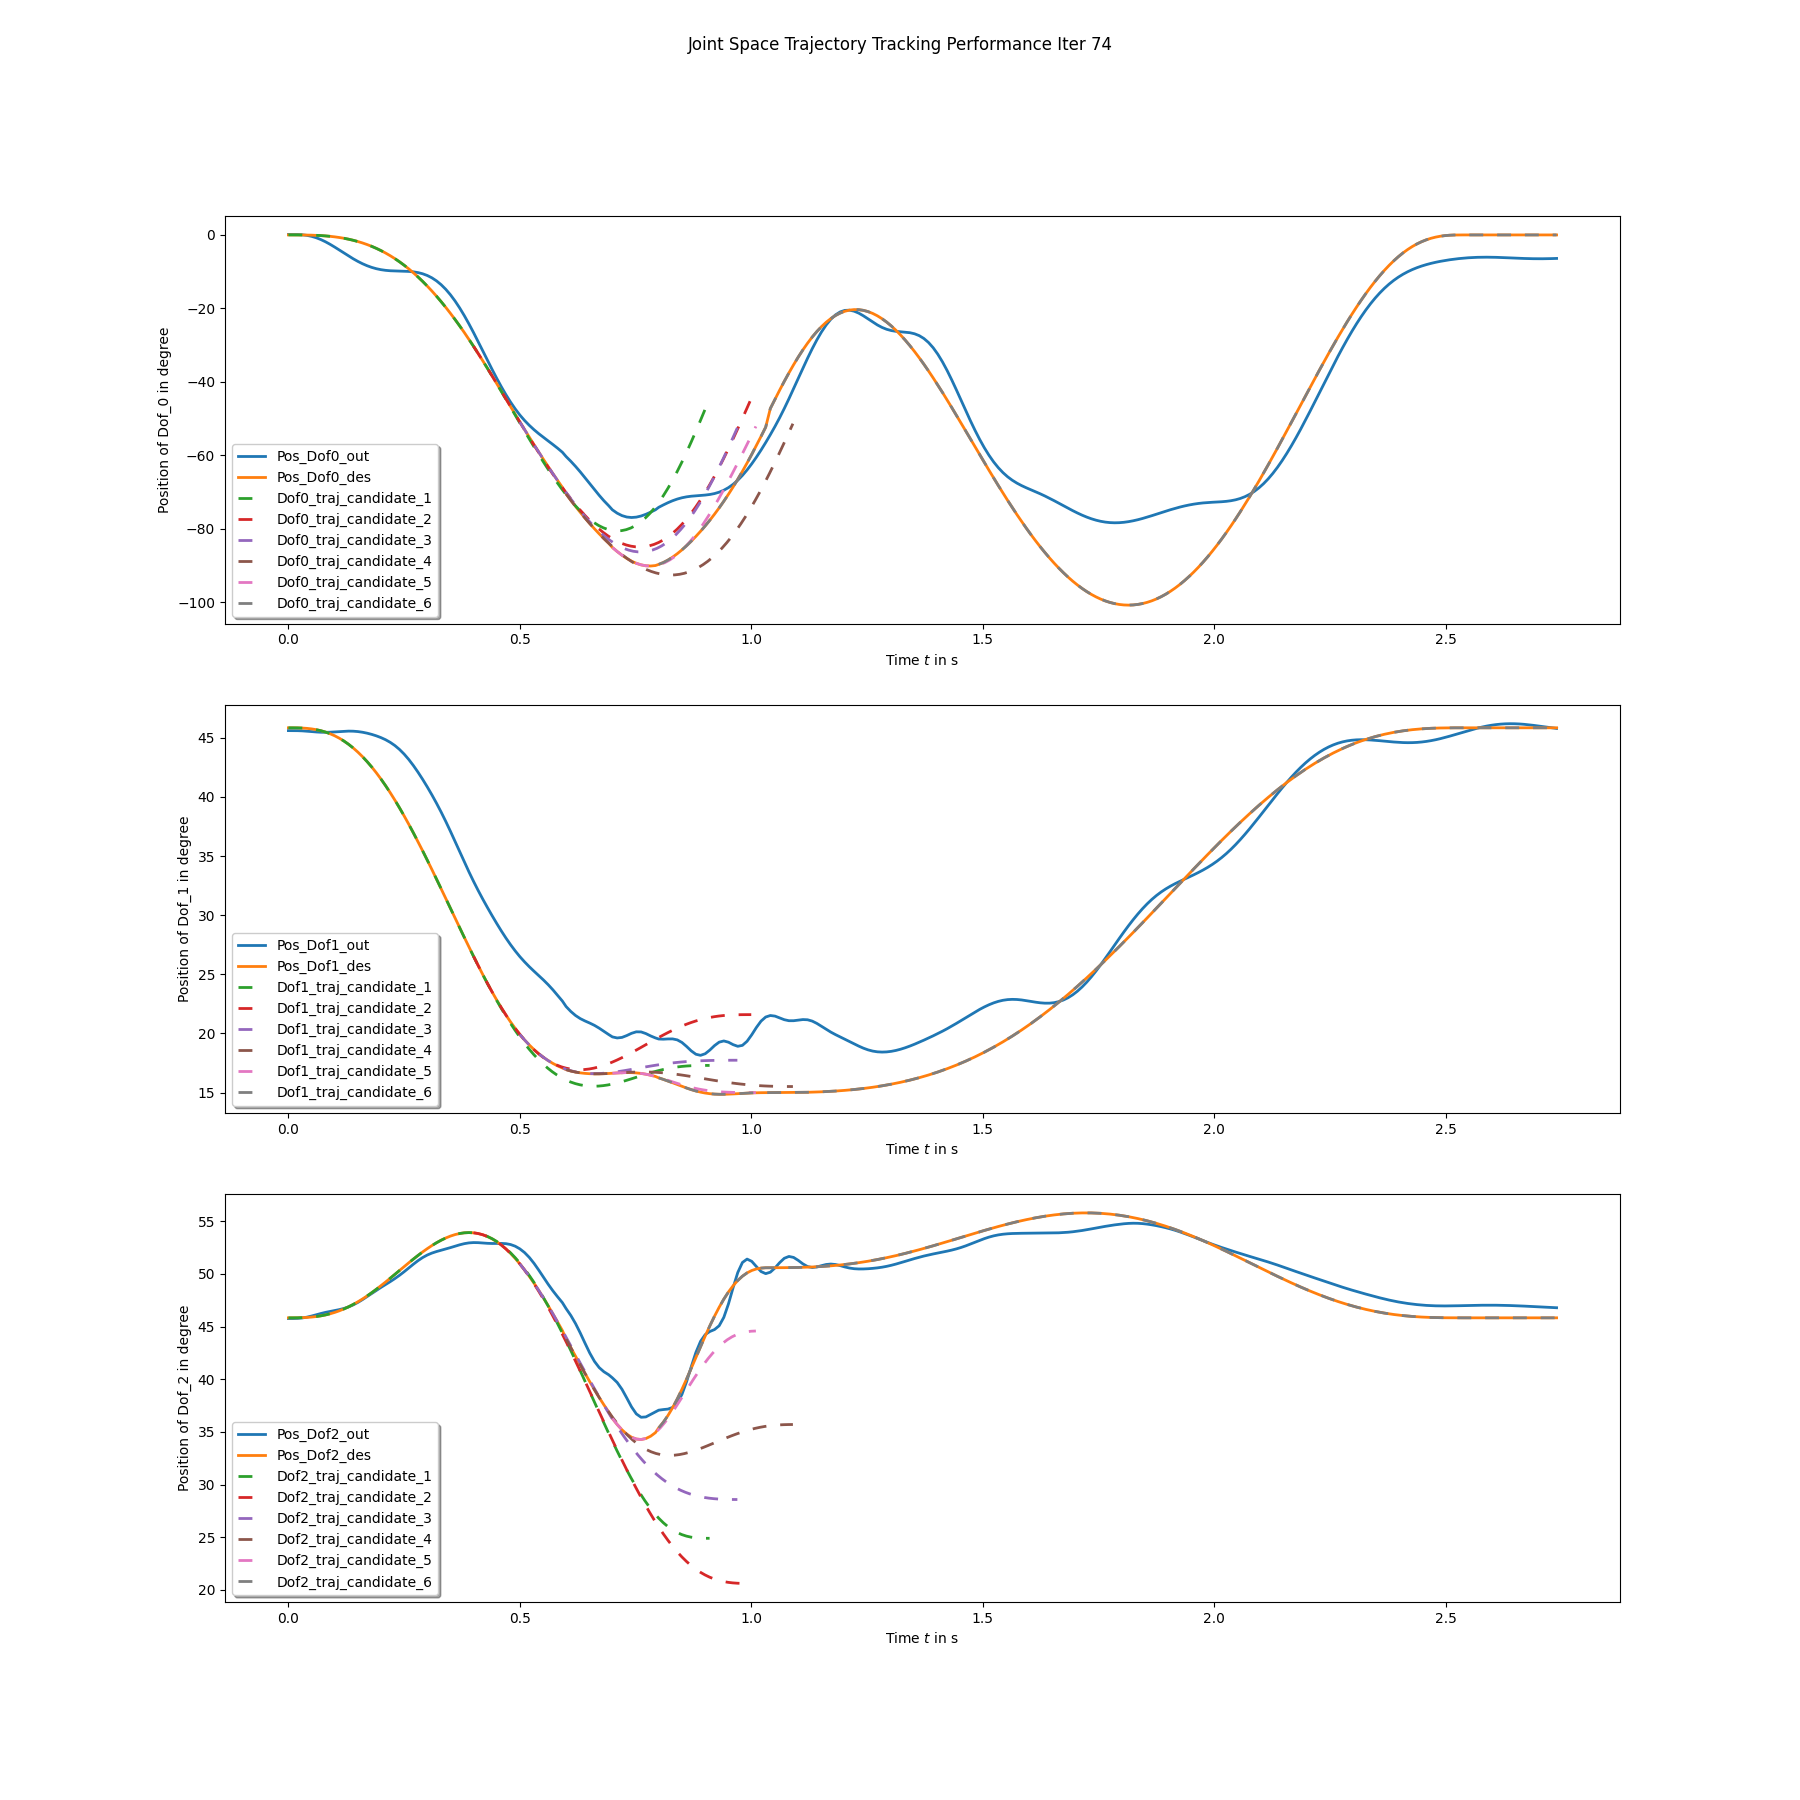 Joint Space Trajectory Tracking Performance Iter 74
0
−20
−40
−60
−80
−100
Position of Dof_0 in degree
Pos_Dof0_out
Pos_Dof0_des
Dof0_traj_candidate_1
Dof0_traj_candidate_2
Dof0_traj_candidate_3
Dof0_traj_candidate_4
Dof0_traj_candidate_5
Dof0_traj_candidate_6
0.0 0.5 1.0 1.5 2.0 2.5
Time t in s
45
40
35
30
25
20
15
Position of Dof_1 in degree
Pos_Dof1_out
Pos_Dof1_des
Dof1_traj_candidate_1
Dof1_traj_candidate_2
Dof1_traj_candidate_3
Dof1_traj_candidate_4
Dof1_traj_candidate_5
Dof1_traj_candidate_6
0.0 0.5 1.0 1.5 2.0 2.5
Time t in s
55
50
45
40
35
30
25
20
Position of Dof_2 in degree
Pos_Dof2_out
Pos_Dof2_des
Dof2_traj_candidate_1
Dof2_traj_candidate_2
Dof2_traj_candidate_3
Dof2_traj_candidate_4
Dof2_traj_candidate_5
Dof2_traj_candidate_6
0.0 0.5 1.0 1.5 2.0 2.5
Time t in s